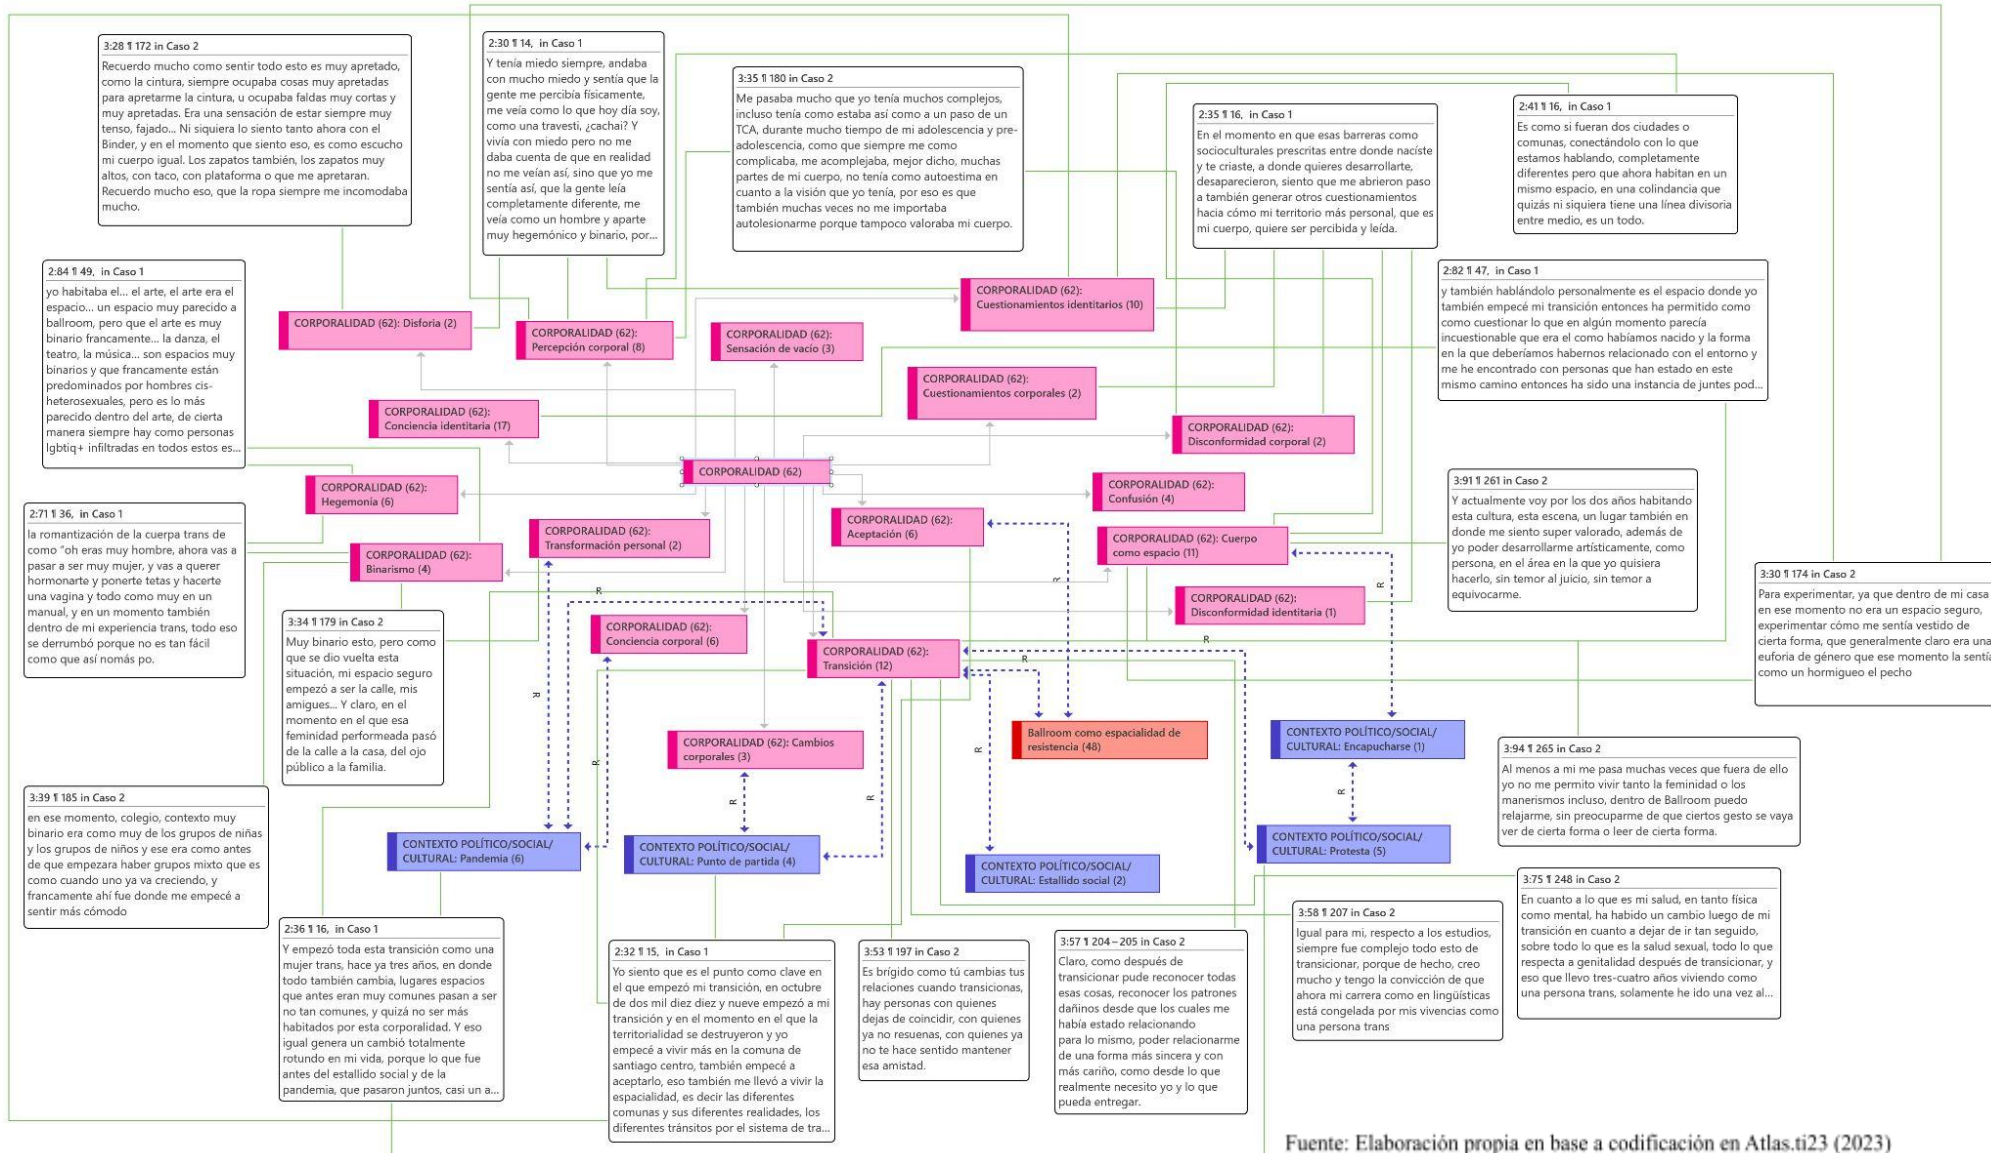 3:28 ¶ 172 in Caso 2
Recuerdo mucho como sentir todo esto es muy apretado,
como la cintura, siempre ocupaba cosas muy apretadas
para apretarme la cintura, u ocupaba faldas muy cortas y
muy apretadas. Era una sensación de estar siempre muy
tenso, fajado... Ni siquiera lo siento tanto ahora con el
Binder, y en el momento que siento eso, es como escucho
mi cuerpo igual. Los zapatos también, los zapatos muy
altos, con taco, con plataforma o que me apretaran.
Recuerdo mucho eso, que la ropa siempre me incomodaba
mucho.
2:30 ¶ 14, in Caso 1
Y tenía miedo siempre, andaba
con mucho miedo y sentía que la
gente me percibía físicamente,
me veía como lo que hoy día soy,
como una travesti, ¿cachai? Y
vivía con miedo pero no me
daba cuenta de que en realidad
no me veían así, sino que yo me
sentía así, que la gente leía
completamente diferente, me
veía como un hombre y aparte
muy hegemónico y binario, por...
3:35 ¶ 180 in Caso 2
Me pasaba mucho que yo tenía muchos complejos,
incluso tenía como estaba así como a un paso de un
TCA, durante mucho tiempo de mi adolescencia y pre-
adolescencia, como que siempre me como
complicaba, me acomplejaba, mejor dicho, muchas
partes de mi cuerpo, no tenía como autoestima en
cuanto a la visión que yo tenía, por eso es que
también muchas veces no me importaba
autolesionarme porque tampoco valoraba mi cuerpo.
2:35 ¶ 16, in Caso 1
En el momento en que esas barreras como
socioculturales prescritas entre donde naciste
y te criaste, a donde quieres desarrollarte,
desaparecieron, siento que me abrieron paso
a también generar otros cuestionamientos
hacia cómo mi territorio más personal, que es
mi cuerpo, quiere ser percibida y leída.
2:41 ¶ 16, in Caso 1
Es como si fueran dos ciudades o
comunas, conectándolo con lo que
estamos hablando, completamente
diferentes pero que ahora habitan en un
mismo espacio, en una colindancia que
quizás ni siquiera tiene una línea divisoria
entre medio, es un todo.
2:84 ¶ 49, in Caso 1
yo habitaba el... el arte, el arte era el
espacio... un espacio muy parecido a
ballroom, pero que el arte es muy
binario francamente... la danza, el
teatro, la música... son espacios muy
binarios y que francamente están
predominados por hombres cis-
heterosexuales, pero es lo más
parecido dentro del arte, de cierta
manera siempre hay como personas
lgbtiq+ infiltradas en todos estos es...
2:82 ¶ 47, in Caso 1
y también hablándolo personalmente es el espacio donde yo
también empecé mi transición entonces ha permitido como
como cuestionar lo que en algún momento parecía
incuestionable que era el como habíamos nacido y la forma
en la que deberíamos habernos relacionado con el entorno y
me he encontrado con personas que han estado en este
mismo camino entonces ha sido una instancia de juntes pod...
CORPORALIDAD (62): Disforia (2)
CORPORALIDAD (62):
Percepción corporal (8)
CORPORALIDAD (62):
Sensación de vacío (3)
CORPORALIDAD (62):
Cuestionamientos identitarios (10)
CORPORALIDAD (62):
Cuestionamientos corporales (2)
CORPORALIDAD (62):
Conciencia identitaria (17)
CORPORALIDAD (62):
Disconformidad corporal (2)
CORPORALIDAD (62)
CORPORALIDAD (62):
Hegemonía (6)
CORPORALIDAD (62):
Confusión (4)
CORPORALIDAD (62):
Transformación personal (2)
CORPORALIDAD (62):
Aceptación (6)
CORPORALIDAD (62): Cuerpo
como espacio (11)
CORPORALIDAD (62):
Binarismo (4)
CORPORALIDAD (62):
Disconformidad identitaria (1)
CORPORALIDAD (62):
Conciencia corporal (6)
CORPORALIDAD (62):
Transición (12)
CORPORALIDAD (62): Cambios
corporales (3)
R
R
R
R
R
R
R
R
R
R
R
2:71 ¶ 36, in Caso 1
la romantización de la cuerpa trans de
como "oh eras muy hombre, ahora vas a
pasar a ser muy mujer, y vas a querer
hormonarte y ponerte tetas y hacerte
una vagina y todo como muy en un
manual, y en un momento también
dentro de mi experiencia trans, todo eso
se derrumbó porque no es tan fácil
como que así nomás po.
3:91 ¶ 261 in Caso 2
Y actualmente voy por los dos años habitando
esta cultura, esta escena, un lugar también en
donde me siento super valorado, además de
yo poder desarrollarme artísticamente, como
persona, en el área en la que yo quisiera
hacerlo, sin temor al juicio, sin temor a
equivocarme.
3:30 ¶ 174 in Caso 2
Para experimentar, ya que dentro de mi casa
en ese momento no era un espacio seguro,
experimentar cómo me sentía vestido de
cierta forma, que generalmente claro era una
euforia de género que ese momento la sentía
como un hormigueo el pecho
3:34 ¶ 179 in Caso 2
Muy binario esto, pero como
que se dio vuelta esta
situación, mi espacio seguro
empezó a ser la calle, mis
amigues... Y claro, en el
momento en el que esa
feminidad performeada pasó
de la calle a la casa, del ojo
público a la familia.
3:39 ¶ 185 in Caso 2
en ese momento, colegio, contexto muy
binario era como muy de los grupos de niñas
y los grupos de niños y ese era como antes
de que empezara haber grupos mixto que es
como cuando uno ya va creciendo, y
francamente ahí fue donde me empecé a
sentir más cómodo
Ballroom como espacialidad de
resistencia (48)
CONTEXTO POLÍTICO/SOCIAL/
CULTURAL: Encapucharse (1)
CONTEXTO POLÍTICO/SOCIAL/
CULTURAL: Pandemia (6)
CONTEXTO POLÍTICO/SOCIAL/
CULTURAL: Punto de partida (4)
CONTEXTO POLÍTICO/SOCIAL/
CULTURAL: Estallido social (2)
CONTEXTO POLÍTICO/SOCIAL/
CULTURAL: Protesta (5)
3:94 ¶ 265 in Caso 2
Al menos a mi me pasa muchas veces que fuera de ello
yo no me permito vivir tanto la feminidad o los
manerismos incluso, dentro de Ballroom puedo
relajarme, sin preocuparme de que ciertos gesto se vaya
ver de cierta forma o leer de cierta forma.
2:36 ¶ 16, in Caso 1
Y empezó toda esta transición como una
mujer trans, hace ya tres años, en donde
todo también cambia, lugares espacios
que antes eran muy comunes pasan a ser
no tan comunes, y quizá no ser más
habitados por esta corporalidad. Y eso
igual genera un cambió totalmente
rotundo en mi vida, porque lo que fue
antes del estallido social y de la
pandemia, que pasaron juntos, casi un a...
2:32 ¶ 15, in Caso 1
Yo siento que es el punto como clave en
el que empezó mi transición, en octubre
de dos mil diez diez y nueve empezó a mi
transición y en el momento en el que la
territorialidad se destruyeron y yo
empecé a vivir más en la comuna de
santiago centro, también empecé a
aceptarlo, eso también me llevó a vivir la
espacialidad, es decir las diferentes
comunas y sus diferentes realidades, los
diferentes tránsitos por el sistema de tra...
3:53 ¶ 197 in Caso 2
Es brígido como tú cambias tus
relaciones cuando transicionas,
hay personas con quienes
dejas de coincidir, con quienes
ya no resuenas, con quienes ya
no te hace sentido mantener
esa amistad.
3:57 ¶ 204 – 205 in Caso 2
Claro, como después de
transicionar pude reconocer todas
esas cosas, reconocer los patrones
dañinos desde que los cuales me
había estado relacionando
para lo mismo, poder relacionarme
de una forma más sincera y con
más cariño, como desde lo que
realmente necesito yo y lo que
pueda entregar.
3:58 ¶ 207 in Caso 2
Igual para mi, respecto a los estudios,
siempre fue complejo todo esto de
transicionar, porque de hecho, creo
mucho y tengo la convicción de que
ahora mi carrera como en lingüísticas
está congelada por mis vivencias como
una persona trans
3:75 ¶ 248 in Caso 2
En cuanto a lo que es mi salud, en tanto física
como mental, ha habido un cambio luego de mi
transición en cuanto a dejar de ir tan seguido,
sobre todo lo que es la salud sexual, todo lo que
respecta a genitalidad después de transicionar, y
eso que llevo tres-cuatro años viviendo como
una persona trans, solamente he ido una vez al...
Fuente: Elaboración propia en base a codificación en Atlas.ti23 (2023)